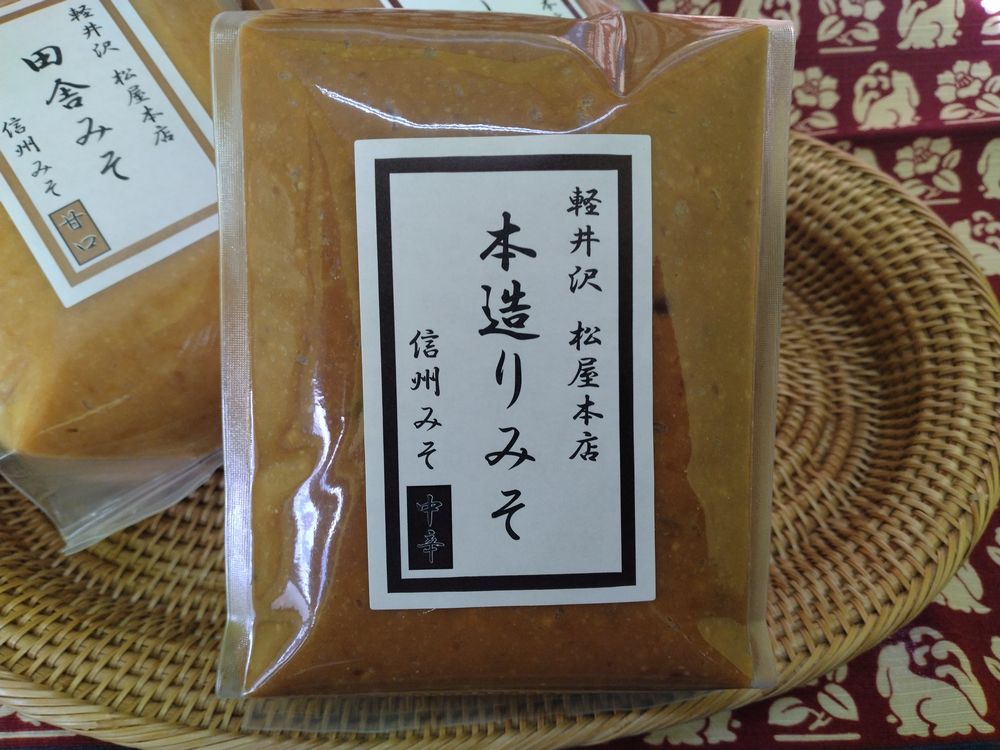 軽井沢 松屋本店
本造りみそ
信州みそ
中辛
軽井沢 松屋本店
田舎みそ
信州みそ
甘口